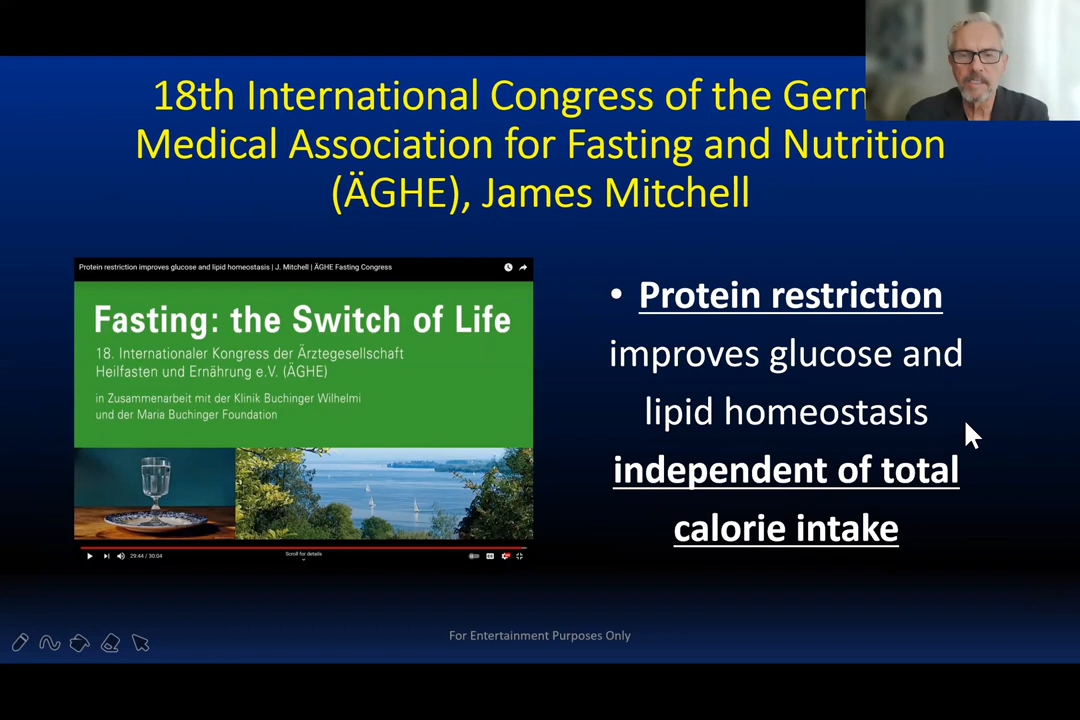 18th International Congress of the Germ
Medical Association for Fasting and Nutrition
(ÄGHE), James Mitchell
Protein restriction improves glucose and lipid homeostasis | J. Mitchell | ÄGHE Fasting Congress
Fasting: the Switch of Life
18. Internationaler Kongress der Ärztegesellschaft
Heilfasten und Ernährung e.V. (ÄGHE)
in Zusammenarbeit mit der Klinik Buchinger Wilhelmi
und der Maria Buchinger Foundation
29:44 / 30:04
Scroll for details
• Protein restriction
improves glucose and
lipid homeostasis
independent of total
calorie intake
For Entertainment Purposes Only